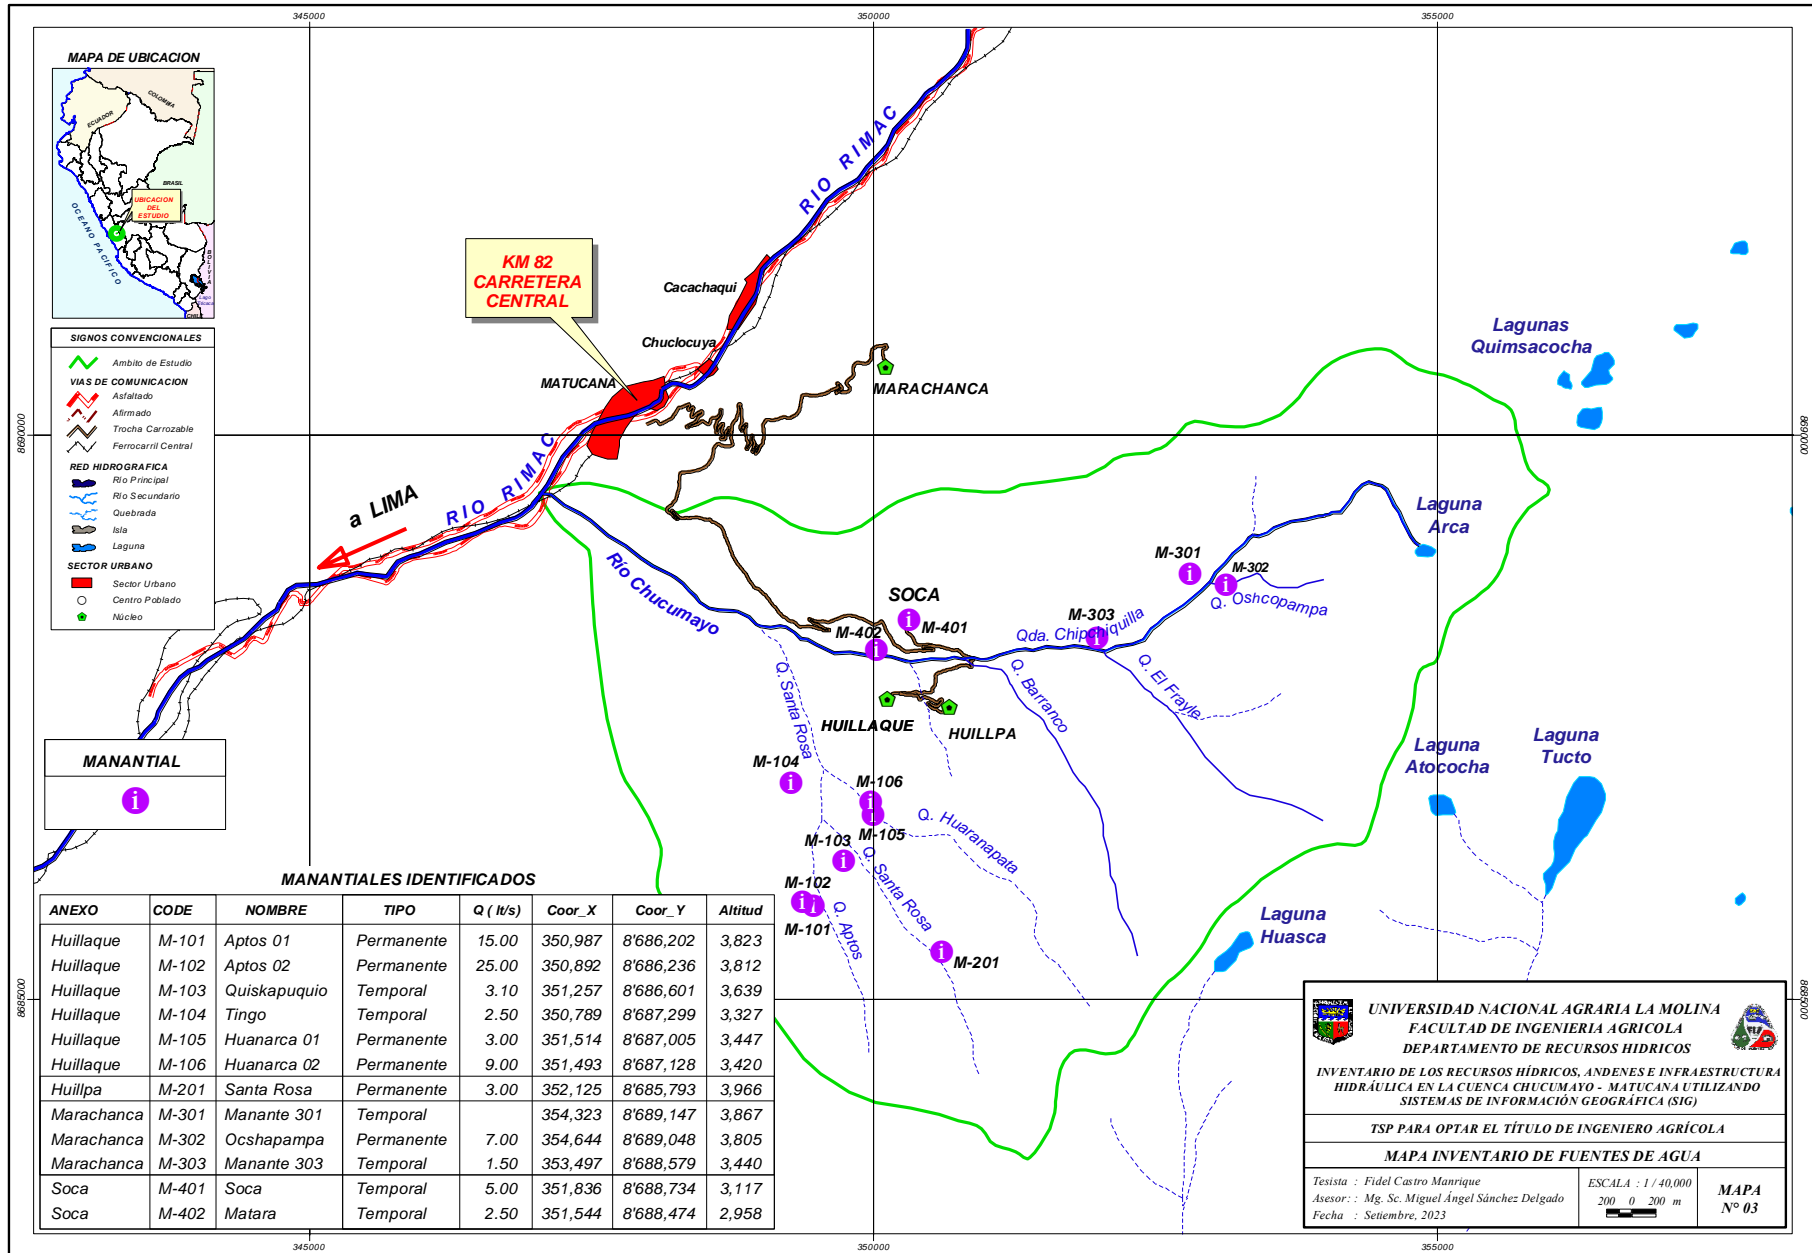 345000
350000
355000
MAPA DE UBICACION
COLOMBIA
ECUADOR
BRASIL
UBICACION
DEL
ESTUDIO
OCEANO PACIFICO
BOLIVIA
Lago
Titicaca
CHILE
SIGNOS CONVENCIONALES
Ambito de Estudio
VIAS DE COMUNICACION
Asfaltado
Afirmado
Trocha Carrozable
Ferrocarril Central
RED HIDROGRAFICA
Río Principal
Río Secundario
Quebrada
Isla
Laguna
SECTOR URBANO
Sector Urbano
Centro Poblado
Núcleo
MANANTIAL
i
KM 82
CARRETERA
CENTRAL
RIO RIMAC
Cacachaqui
Chuclocuya
MATUCANA
MARACHANCA
RIO RIMAC
a LIMA
Lagunas
Quimsacocha
Laguna
Arca
Río Chucumayo
SOCA
M-401
M-402
M-301
M-302
Q. Oshcopampa
M-303
Qda. Chipchiquilla
Q. El Frayle
Q. Barranco
Q. Santa Rosa
HUILLAQUE
HUILLPA
M-104
M-106
M-105
Q. Huaranapata
M-103
Q. Santa Rosa
M-102
M-101
Q. Aptos
M-201
Laguna
Atococha
Laguna
Tucto
Laguna
Huasca
8690000
8690000
8685000
8685000
MANANTIALES IDENTIFICADOS
ANEXO CODE NOMBRE TIPO Q ( lt/s) Coor_X Coor_Y Altitud
Huillaque M-101 Aptos 01 Permanente 15.00 350,987 8'686,202 3,823
Huillaque M-102 Aptos 02 Permanente 25.00 350,892 8'686,236 3,812
Huillaque M-103 Quiskapuquio Temporal 3.10 351,257 8'686,601 3,639
Huillaque M-104 Tingo Temporal 2.50 350,789 8'687,299 3,327
Huillaque M-105 Huanarca 01 Permanente 3.00 351,514 8'687,005 3,447
Huillaque M-106 Huanarca 02 Permanente 9.00 351,493 8'687,128 3,420
Huillpa M-201 Santa Rosa Permanente 3.00 352,125 8'685,793 3,966
Marachanca M-301 Manante 301 Temporal 354,323 8'689,147 3,867
Marachanca M-302 Ocshapampa Permanente 7.00 354,644 8'689,048 3,805
Marachanca M-303 Manante 303 Temporal 1.50 353,497 8'688,579 3,440
Soca M-401 Soca Temporal 5.00 351,836 8'688,734 3,117
Soca M-402 Matara Temporal 2.50 351,544 8'688,474 2,958
UNIVERSIDAD NACIONAL AGRARIA LA MOLINA
FACULTAD DE INGENIERIA AGRICOLA
DEPARTAMENTO DE RECURSOS HIDRICOS
INVENTARIO DE LOS RECURSOS HÍDRICOS, ANDENES E INFRAESTRUCTURA
HIDRÁULICA EN LA CUENCA CHUCUMAYO - MATUCANA UTILIZANDO
SISTEMAS DE INFORMACIÓN GEOGRÁFICA (SIG)
TSP PARA OPTAR EL TÍTULO DE INGENIERO AGRÍCOLA
MAPA INVENTARIO DE FUENTES DE AGUA
Tesista : Fidel Castro Manrique
Asesor: : Mg. Sc. Miguel Ángel Sánchez Delgado
Fecha : Setiembre, 2023
ESCALA : 1 / 40,000
200 0 200 m
MAPA
N° 03
345000
350000
355000